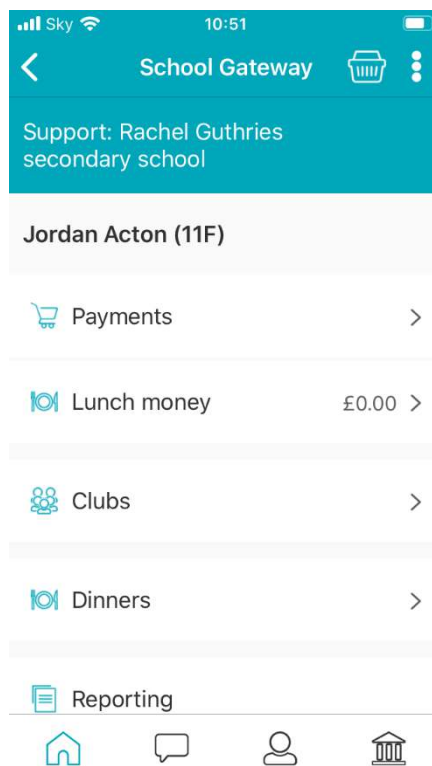 Sky 10:51
School Gateway
Support: Rachel Guthries
secondary school
Jordan Acton (11F)
Payments
Lunch money £0.00
Clubs
Dinners
Reporting